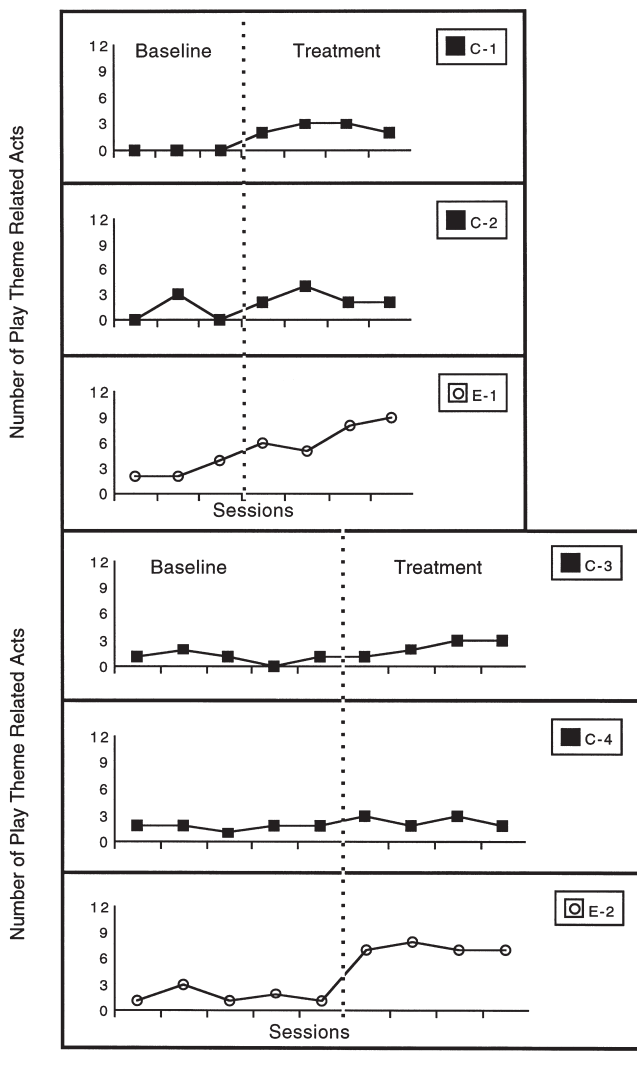 Number of Play Theme Related Acts
Baseline
Treatment
C-1
12
9
6
3
0
C-2
12
9
6
3
0
E-1
12
9
6
3
0
Sessions
Number of Play Theme Related Acts
Baseline
Treatment
C-3
12
9
6
3
0
C-4
12
9
6
3
0
E-2
12
9
6
3
0
Sessions